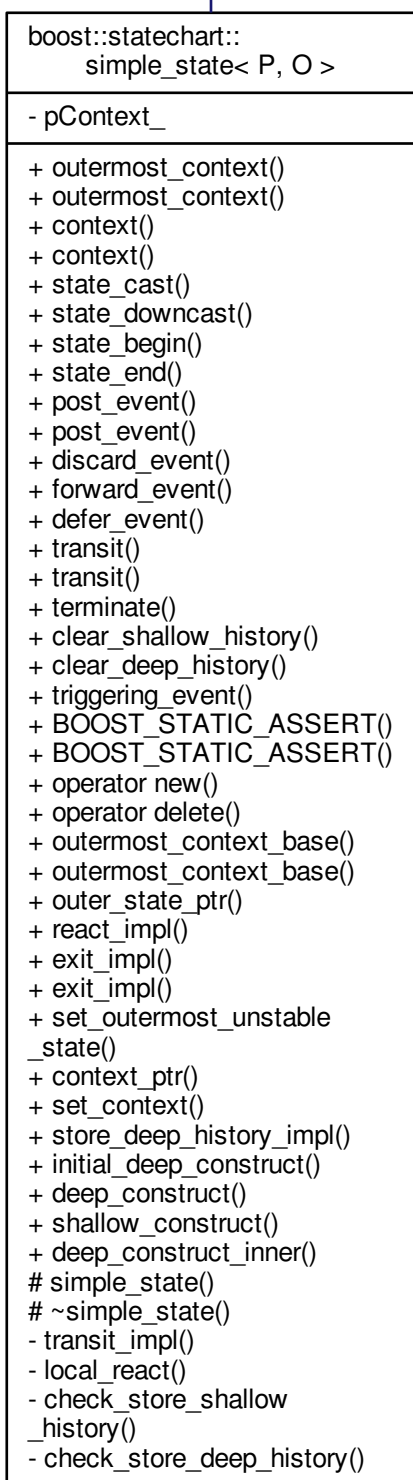 boost::statechart::
simple_state< P, O >
- pContext_
+ outermost_context()
+ outermost_context()
+ context()
+ context()
+ state_cast()
+ state_downcast()
+ state_begin()
+ state_end()
+ post_event()
+ post_event()
+ discard_event()
+ forward_event()
+ defer_event()
+ transit()
+ transit()
+ terminate()
+ clear_shallow_history()
+ clear_deep_history()
+ triggering_event()
+ BOOST_STATIC_ASSERT()
+ BOOST_STATIC_ASSERT()
+ operator new()
+ operator delete()
+ outermost_context_base()
+ outermost_context_base()
+ outer_state_ptr()
+ react_impl()
+ exit_impl()
+ exit_impl()
+ set_outermost_unstable
_state()
+ context_ptr()
+ set_context()
+ store_deep_history_impl()
+ initial_deep_construct()
+ deep_construct()
+ shallow_construct()
+ deep_construct_inner()
# simple_state()
# ~simple_state()
- transit_impl()
- local_react()
- check_store_shallow
_history()
- check_store_deep_history()